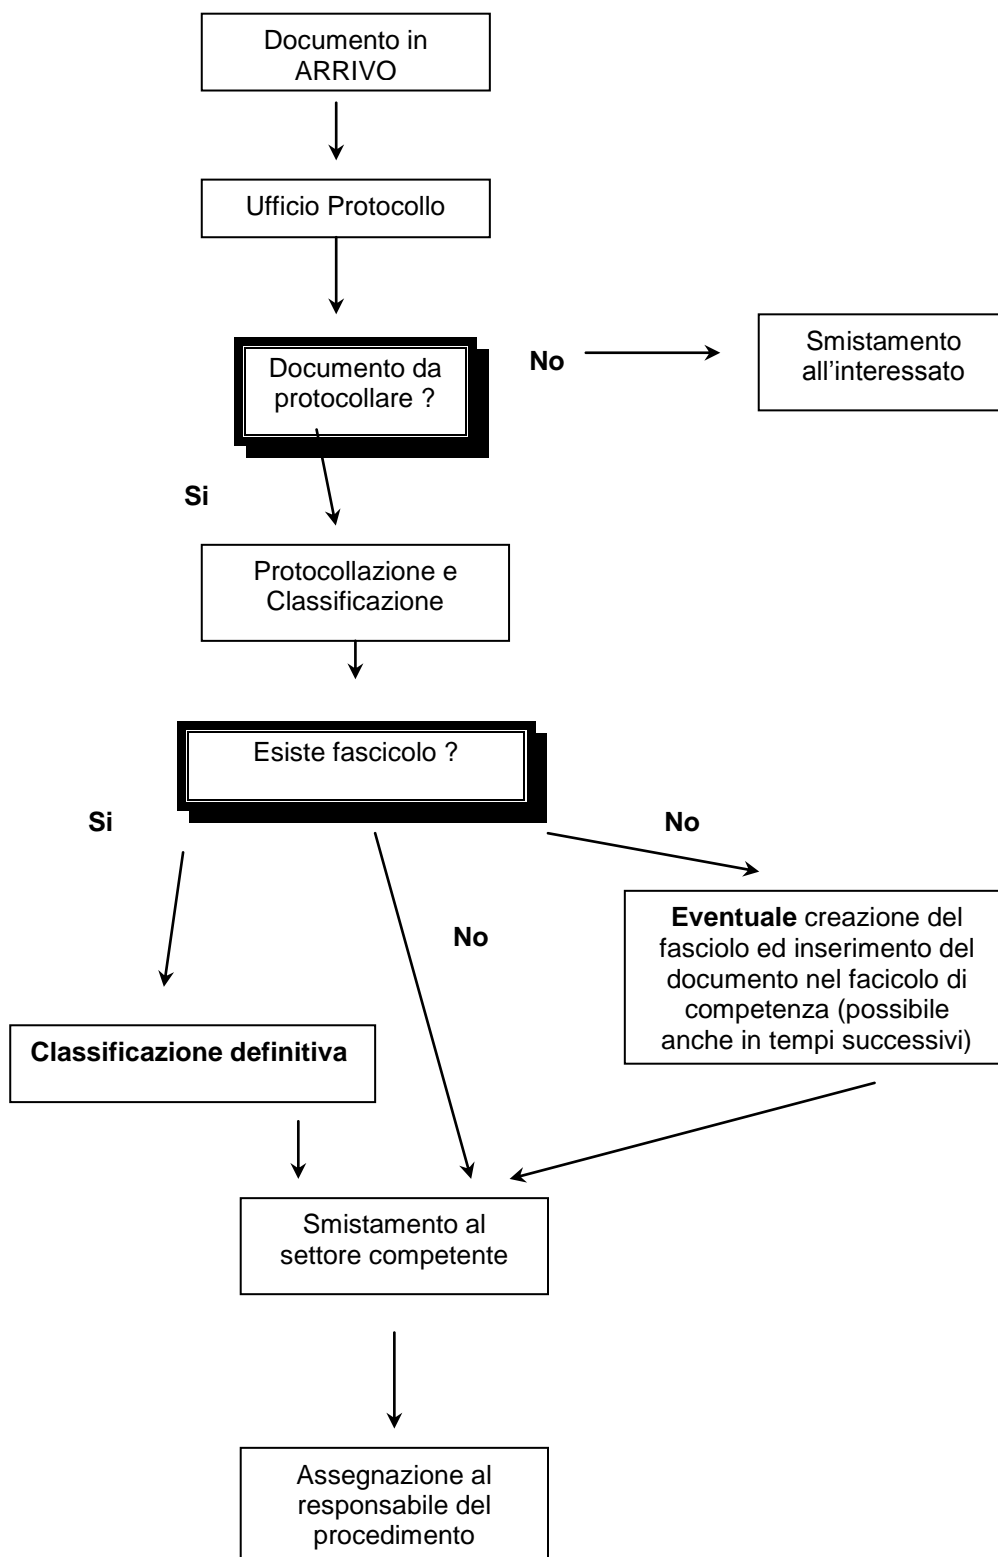 Documento in
ARRIVO
Ufficio Protocollo
Documento da
protocollare ?
No
Smistamento
all’interessato
Si
Protocollazione e
Classificazione
Esiste fascicolo ?
Si
No
No
Eventuale creazione del
fasciolo ed inserimento del
documento nel facicolo di
competenza (possibile
anche in tempi successivi)
Classificazione definitiva
Smistamento al
settore competente
Assegnazione al
responsabile del
procedimento